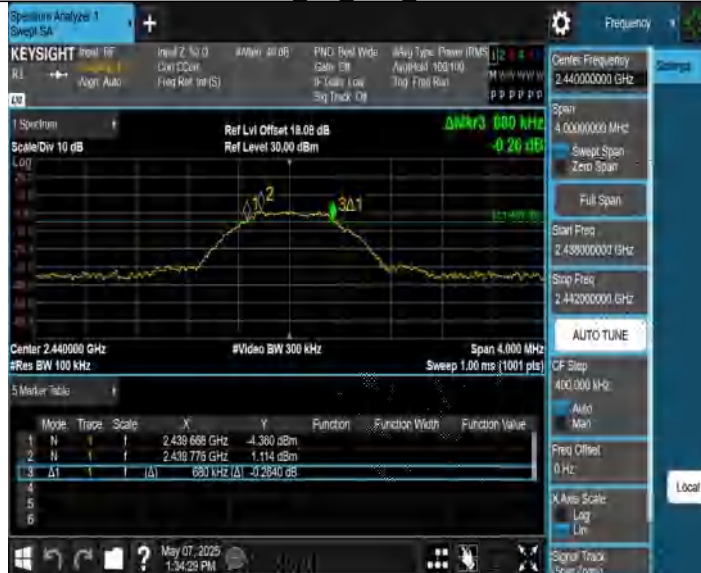 Spectrum Analyzer 1
Swept SA
+
Frequency
KEYSIGHT Input: RF
RL
Align: Auto
Input Z: 50 Ω
Corr CCorr
Freq Ref: Int (S)
#Atten: 40 dB
PNO: Best Wide
Gate: Off
IF Gain: Low
Sig Track: Off
#Avg Type: Power (RMS
Avg|Hold: 100/100
Trig: Free Run
M W W W W W
P P P P P P
1 Spectrum
Scale/Div 10 dB
Log
Ref Lvl Offset 18.08 dB
Ref Level 30.00 dBm
ΔMkr3 680 kHz
-0.26 dB
1
2
3Δ1
Center 2.440000 GHz
#Res BW 100 kHz
#Video BW 300 kHz
Span 4.000 MHz
Sweep 1.00 ms (1001 pts)
5 Marker Table
Mode Trace Scale X Y Function Function Width Function Value
1 N 1 f 2.439 668 GHz -4.360 dBm
2 N 1 f 2.439 776 GHz 1.114 dBm
3 Δ1 1 f (Δ) 680 kHz (Δ) -0.2640 dB
4
5
6
May 07, 2025
1:34:29 PM
Center Frequency
2.440000000 GHz
Settings
Span
4.00000000 MHz
Swept Span
Zero Span
Full Span
Start Freq
2.438000000 GHz
Stop Freq
2.442000000 GHz
AUTO TUNE
CF Step
400.000 kHz
Auto
Man
Freq Offset
0 Hz
X Axis Scale
Log
Lin
Local
Signal Track
(Span Zoom)